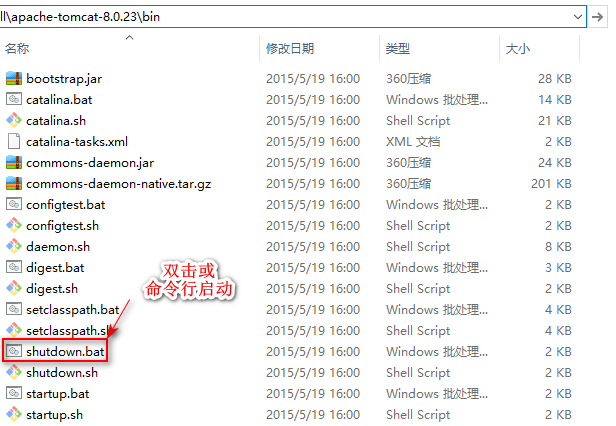 ll\apache-tomcat-8.0.23\bin
名称 修改日期 类型 大小
bootstrap.jar 2015/5/19 16:00 360压缩 28 KB
catalina.bat 2015/5/19 16:00 Windows 批处理... 14 KB
catalina.sh 2015/5/19 16:00 Shell Script 21 KB
catalina-tasks.xml 2015/5/19 16:00 XML 文档 2 KB
commons-daemon.jar 2015/5/19 16:00 360压缩 24 KB
commons-daemon-native.tar.gz 2015/5/19 16:00 360压缩 201 KB
configtest.bat 2015/5/19 16:00 Windows 批处理... 2 KB
configtest.sh 2015/5/19 16:00 Shell Script 2 KB
daemon.sh 2015/5/19 16:00 Shell Script 8 KB
digest.bat 2015/5/19 16:00 Windows 批处理... 3 KB
双击或
命令行启动
digest.sh 2015/5/19 16:00 Shell Script 2 KB
setclasspath.bat 2015/5/19 16:00 Windows 批处理... 4 KB
setclasspath.sh 2015/5/19 16:00 Shell Script 4 KB
shutdown.bat 2015/5/19 16:00 Windows 批处理... 2 KB
shutdown.sh 2015/5/19 16:00 Shell Script 2 KB
startup.bat 2015/5/19 16:00 Windows 批处理... 2 KB
startup.sh 2015/5/19 16:00 Shell Script 2 KB